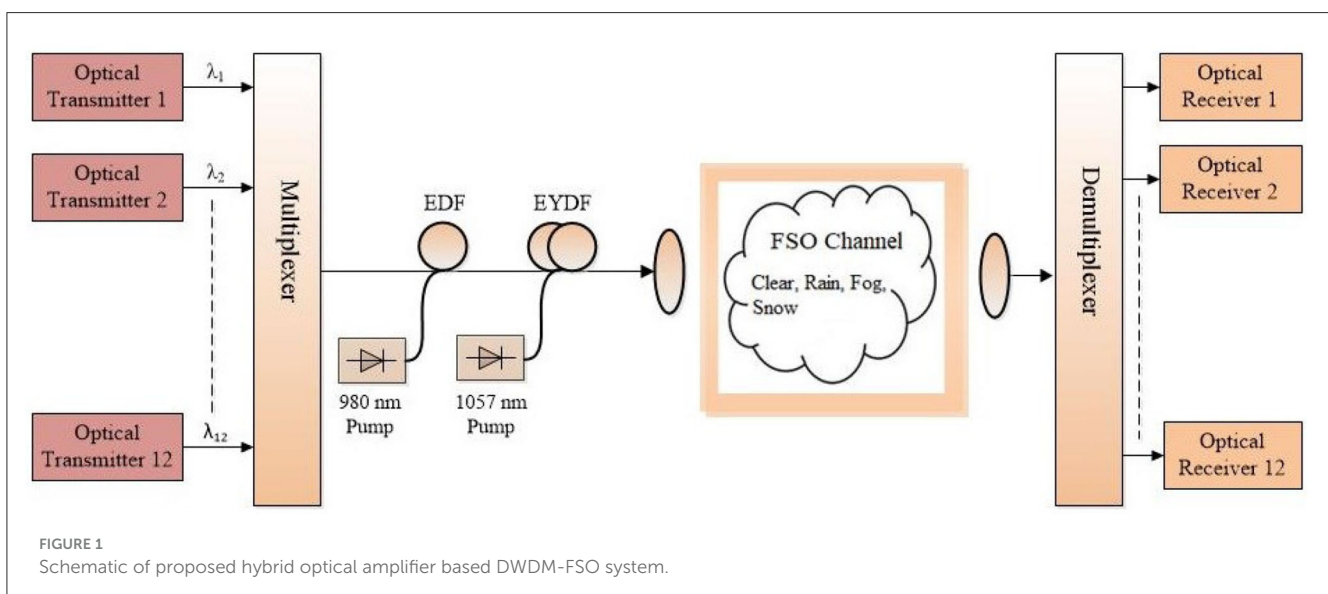 Optical
Transmitter 1
λ1
Optical
Transmitter 2
λ2
Optical
Transmitter 12
λ12
Multiplexer
EDF
EYDF
980 nm
Pump
1057 nm
Pump
FSO Channel
Clear, Rain, Fog,
Snow
Demultiplexer
Optical
Receiver 1
Optical
Receiver 2
Optical
Receiver 12
FIGURE 1
Schematic of proposed hybrid optical amplifier based DWDM-FSO system.